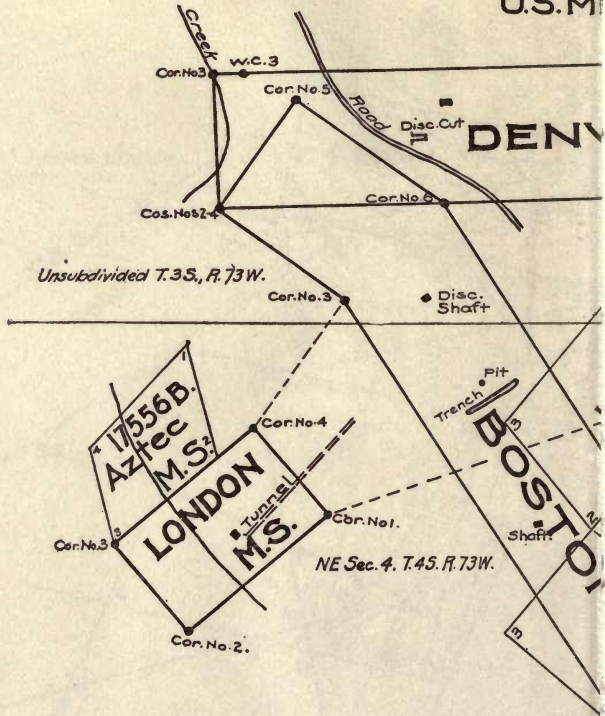 U.S.M
Creek
Cor.No3
W.C.3
Cor.No.5
Road
Disc.Cut
DENV
Cos.Nos2-4
Cor.No.6
Unsubdivided T.3S., R.73W.
Cor.No.3
Disc.
Shaft
1
17556B.
Aztec
M.S.
2
4
3
Cor.No.4
LONDON
M.S.
Tunnel
Cor.No1.
Cor.No.3
Cor.No.2.
NE Sec.4. T.4S. R.73W.
Pit
Trench
3
BOSTO
2
Shaft.
3